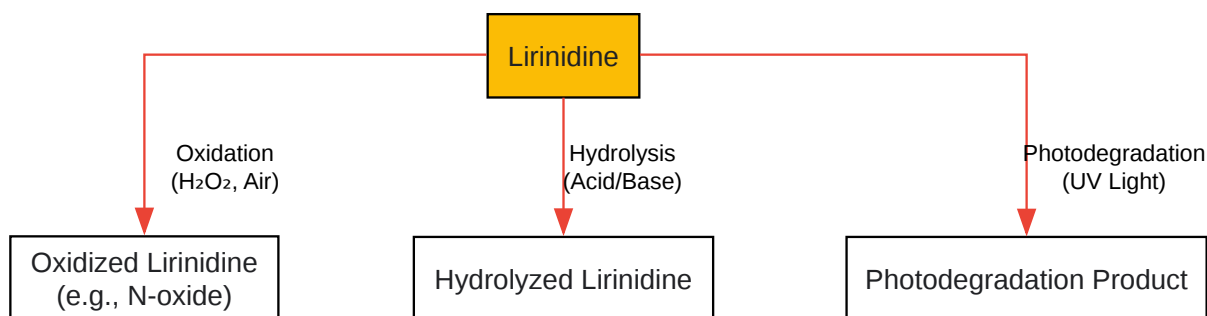 Lirinidine
Oxidation
(H₂O₂, Air)
Hydrolysis
(Acid/Base)
Photodegradation
(UV Light)
Oxidized Lirinidine
(e.g., N-oxide)
Hydrolyzed Lirinidine
Photodegradation Product